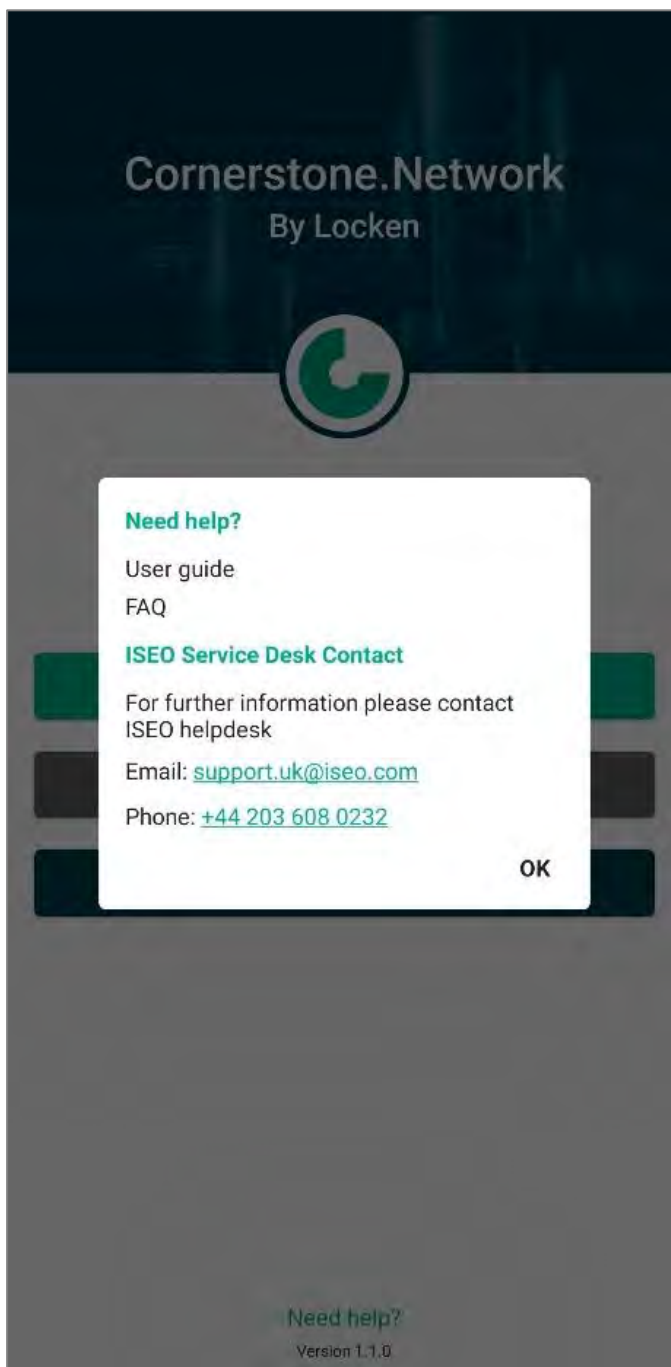 Cornerstone.Network
By Locken
Need help?
User guide
FAQ
ISEO Service Desk Contact
For further information please contact
ISEO helpdesk
Email: support.uk@iseo.com
Phone: +44 203 608 0232
OK
Need help?
Version 1.1.0